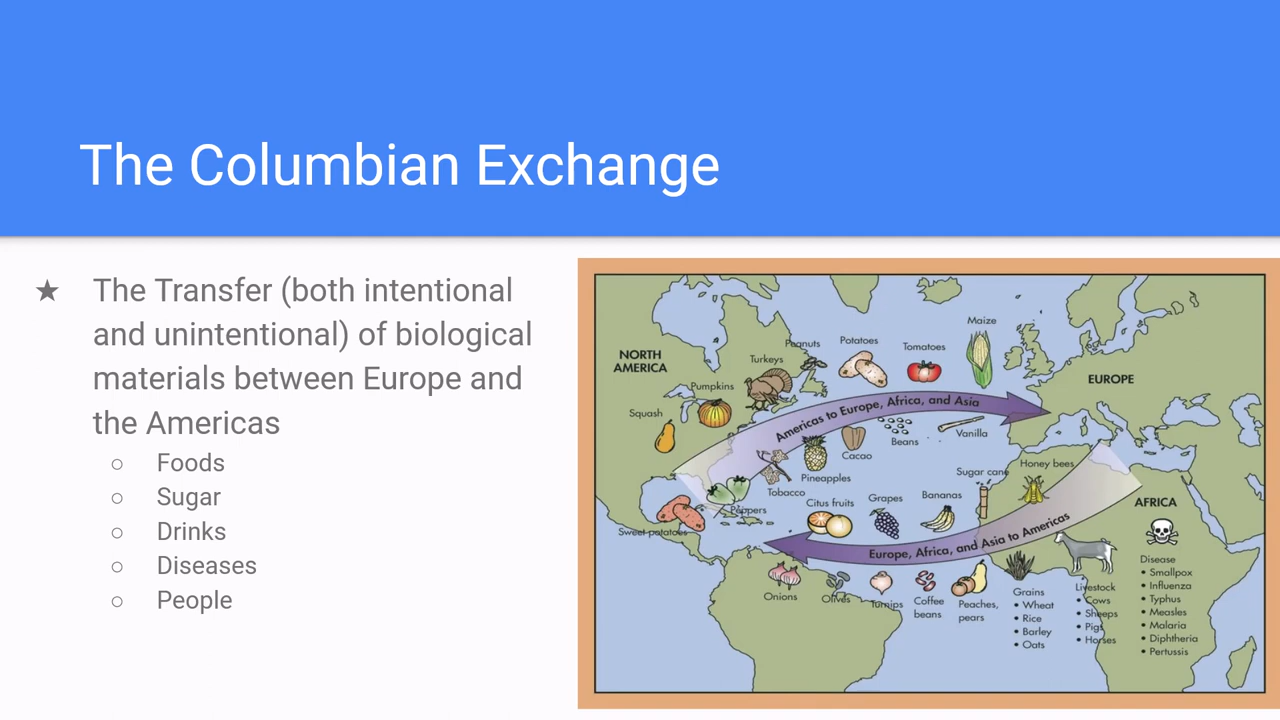 The Columbian Exchange
★ The Transfer (both intentional
and unintentional) of biological
materials between Europe and
the Americas
○ Foods
○ Sugar
○ Drinks
○ Diseases
○ People
NORTH
AMERICA
EUROPE
AFRICA
Squash
Pumpkins
Turkeys
Peanuts
Potatoes
Tomatoes
Maize
Americas to Europe, Africa, and Asia
Sweet potatoes
Peppers
Tobacco
Pineapples
Cacao
Beans
Vanilla
Citus fruits
Grapes
Bananas
Sugar cane
Honey bees
Europe, Africa, and Asia to Americas
Onions
Olives
Turnips
Coffee
beans
Peaches,
pears
Grains
• Wheat
• Rice
• Barley
• Oats
Livestock
• Cows
• Sheeps
• Pigs
• Horses
Disease
• Smallpox
• Influenza
• Typhus
• Measles
• Malaria
• Diphtheria
• Pertussis